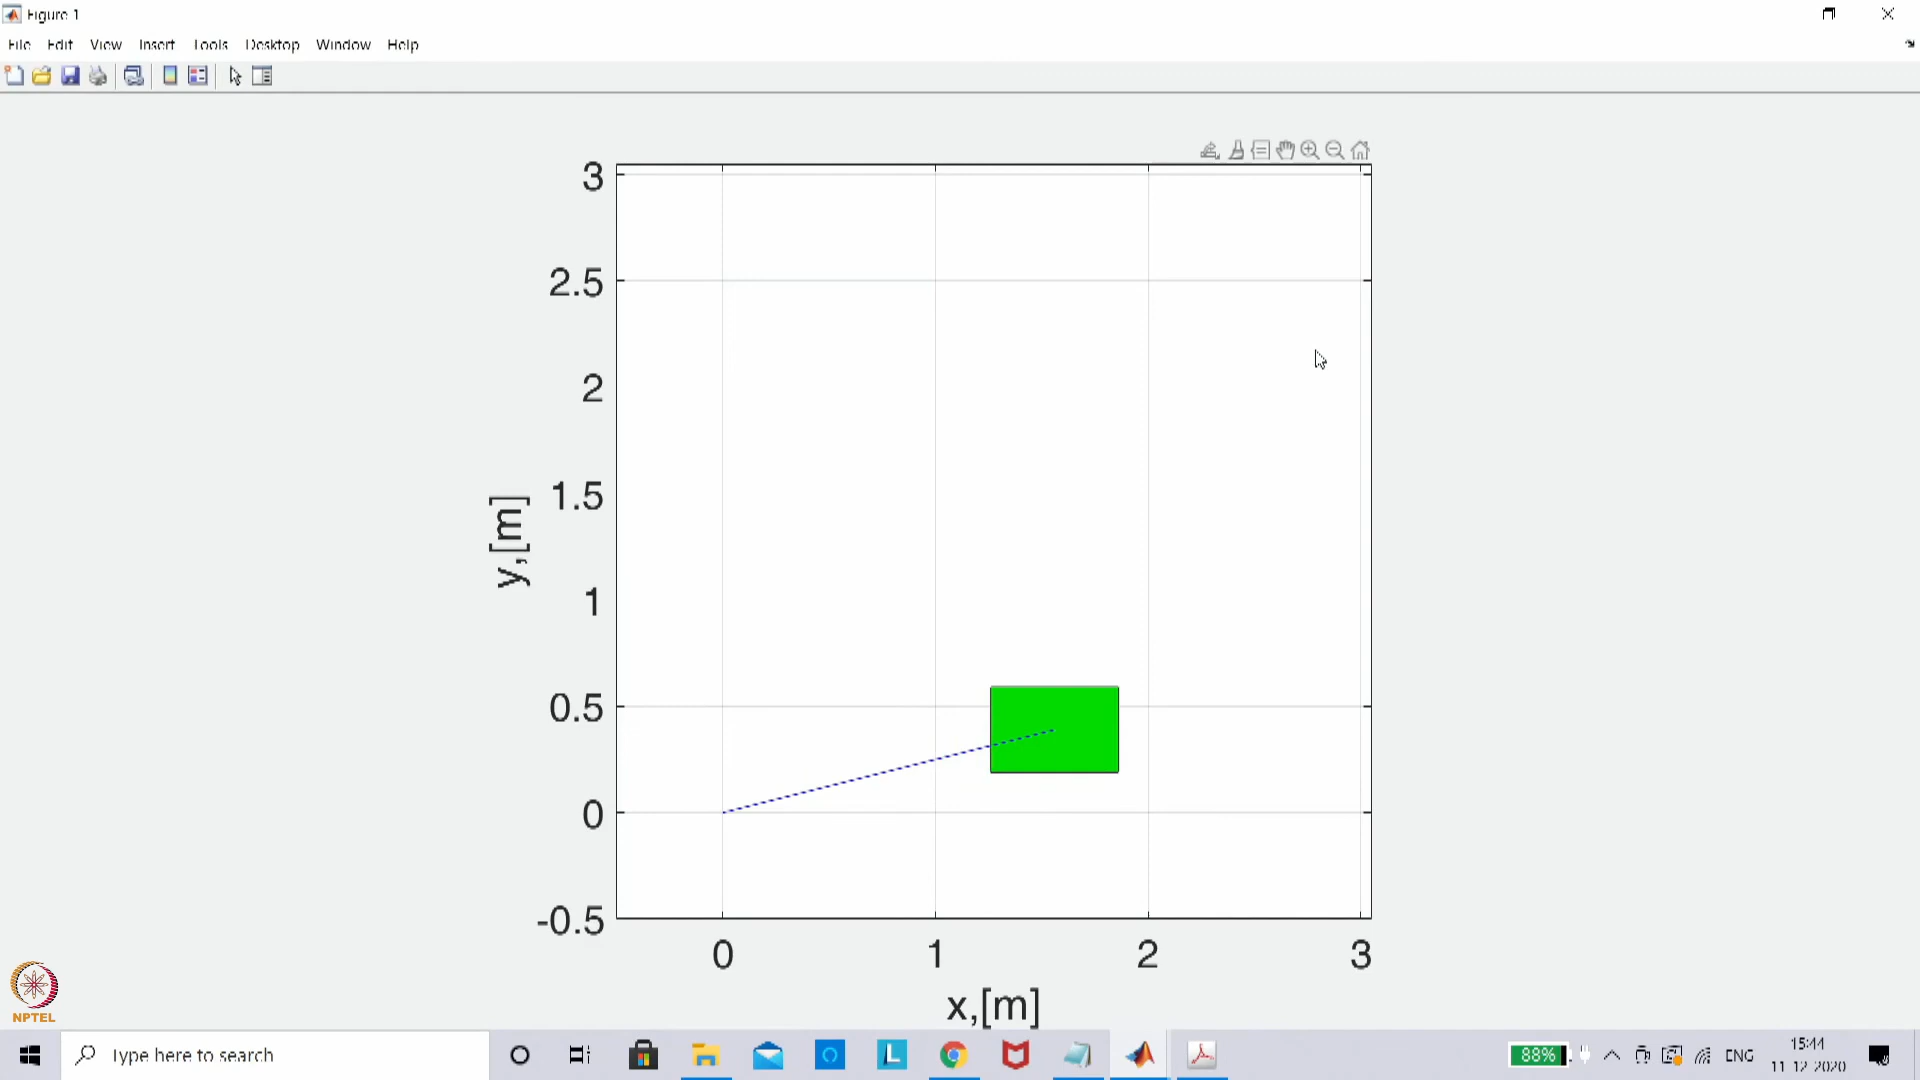 Figure 1
File Edit View Insert Tools Desktop Window Help
3
2.5
2
1.5
1
0.5
0
-0.5
y,[m]
0 1 2 3
x,[m]
NPTEL
Type here to search
88%
ENG
15:44
11-12-2020